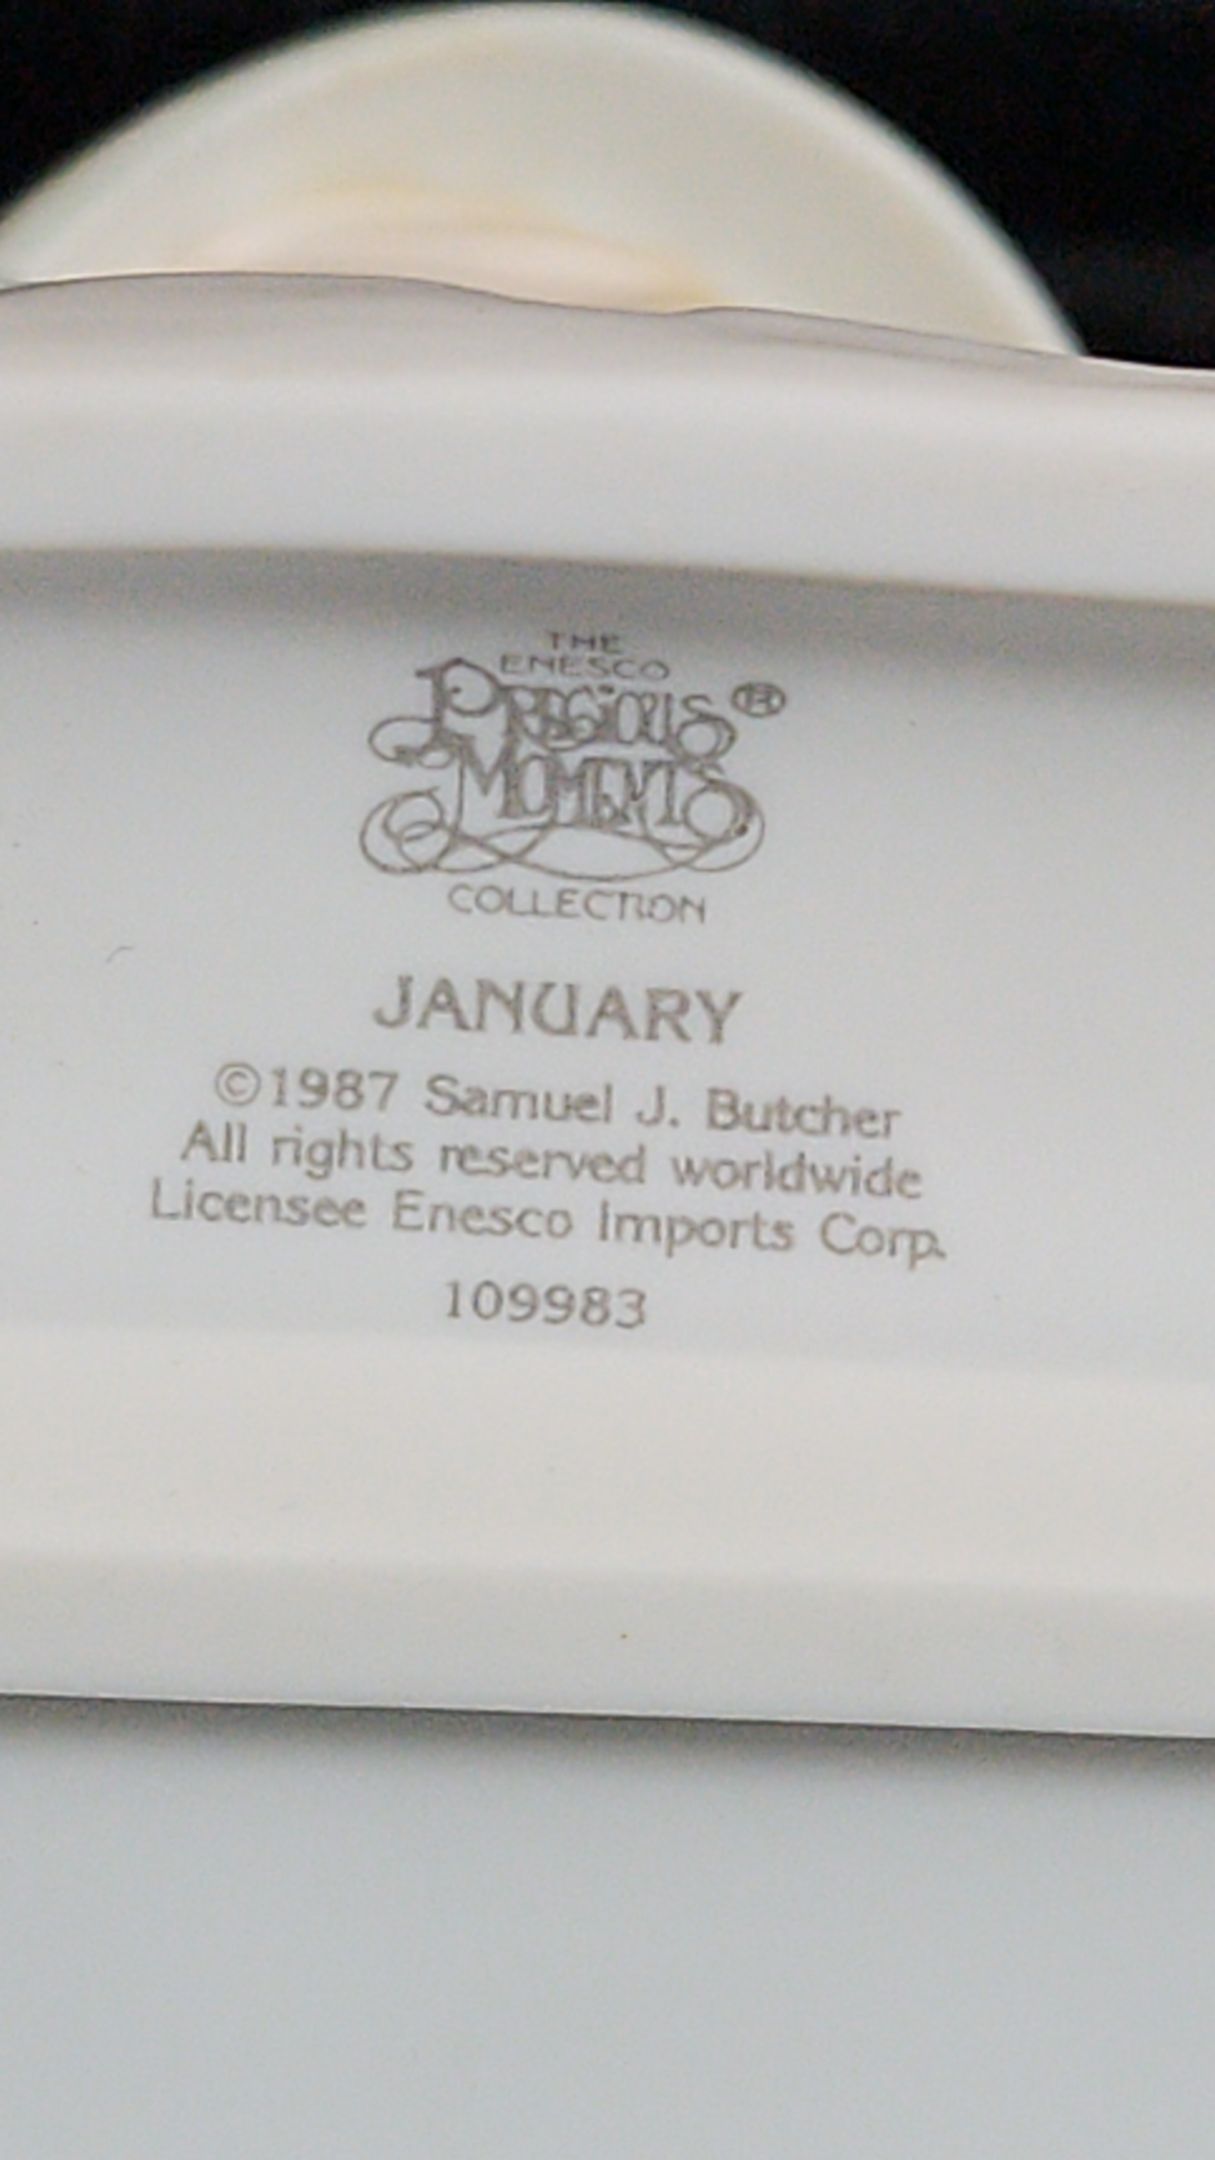 THE
ENESCO
PRECIOUS ®
MOMENTS
COLLECTION
JANUARY
©1987 Samuel J. Butcher
All rights reserved worldwide
Licensee Enesco Imports Corp.
109983